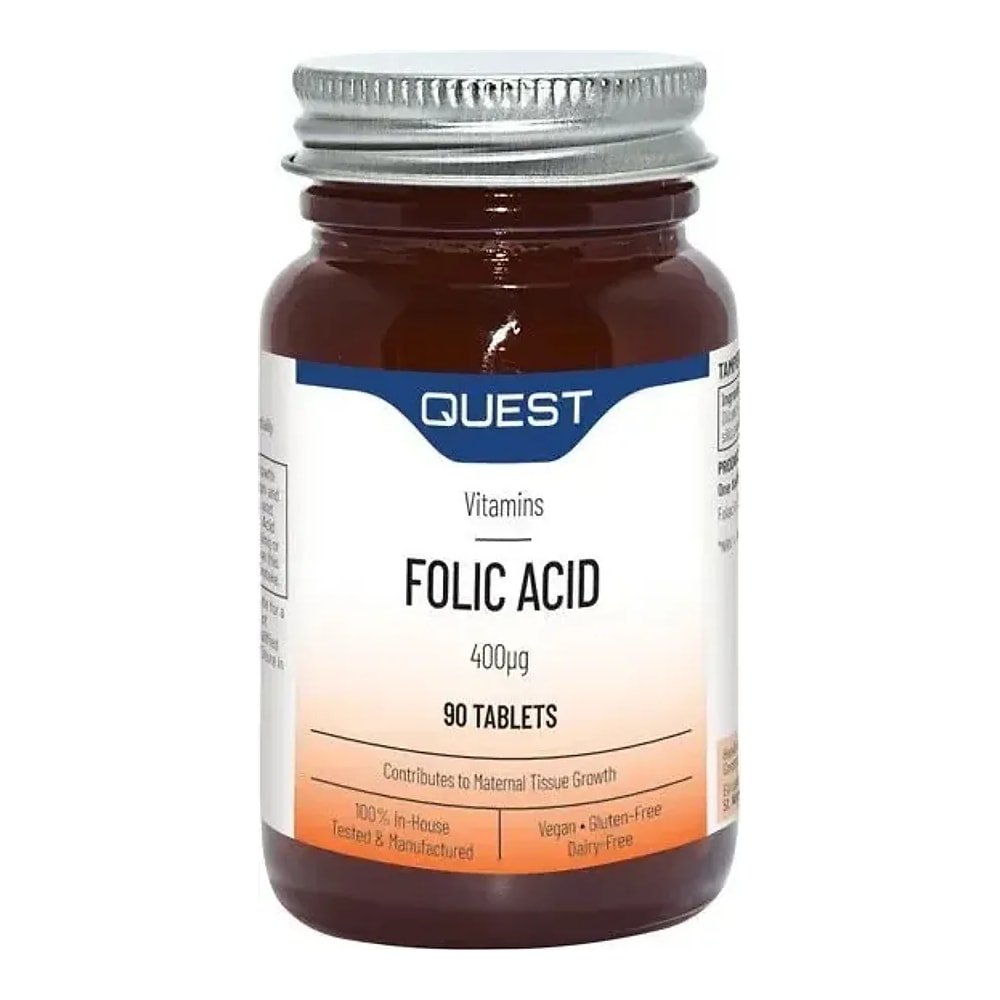 QUEST
Vitamins
FOLIC ACID
400µg
90 TABLETS
Contributes to Maternal Tissue Growth
100% In-House
Tested & Manufactured
Vegan • Gluten-Free
Dairy-Free